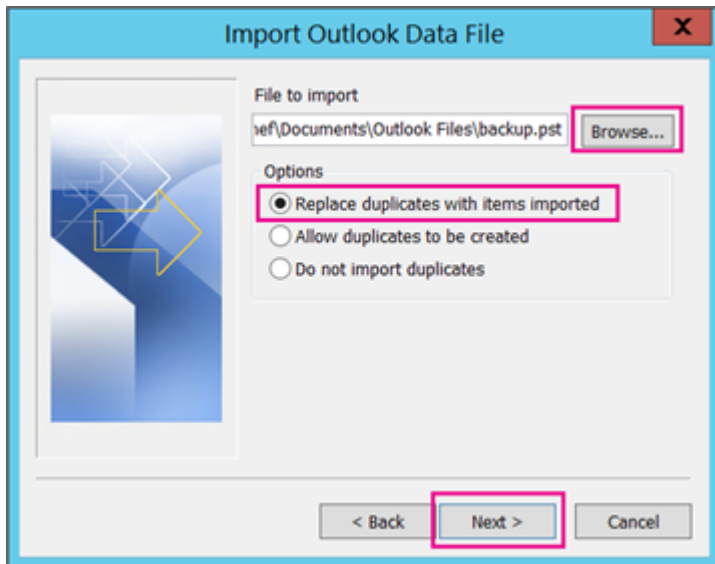 Import Outlook Data File
X
File to import
nef\Documents\Outlook Files\backup.pst
Browse...
Options
Replace duplicates with items imported
Allow duplicates to be created
Do not import duplicates
< Back
Next >
Cancel